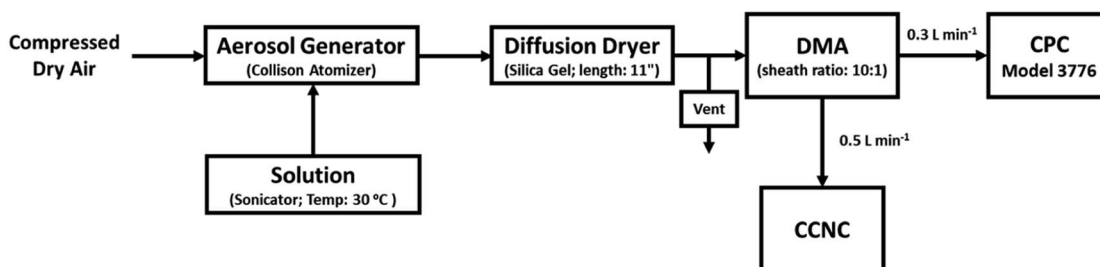 Compressed
Dry Air
Aerosol Generator
(Collison Atomizer)
Diffusion Dryer
(Silica Gel; length: 11")
Vent
DMA
(sheath ratio: 10:1)
0.3 L min⁻¹
CPC
Model 3776
0.5 L min⁻¹
Solution
(Sonicator; Temp: 30 ºC )
CCNC